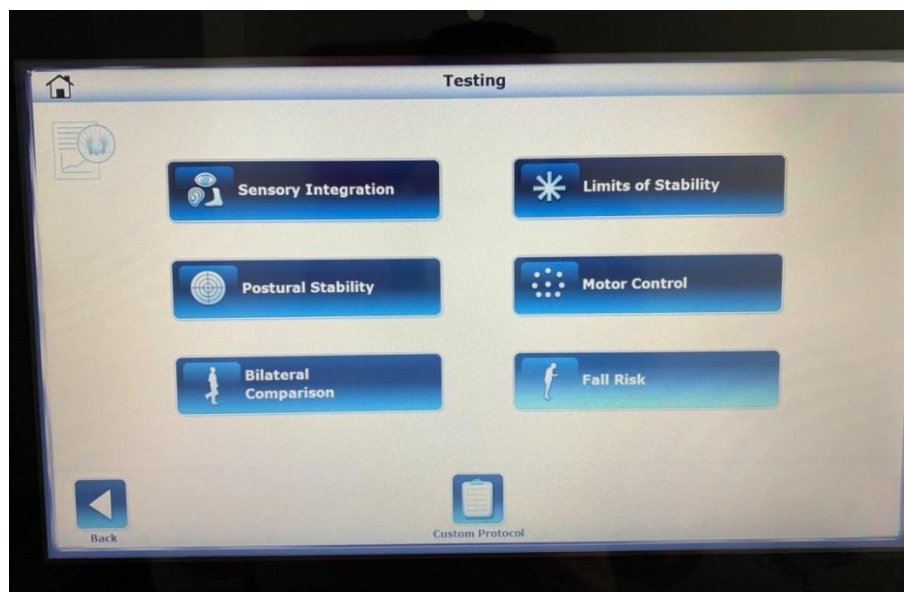 Testing
Sensory Integration
Limits of Stability
Postural Stability
Motor Control
Bilateral
Comparison
Fall Risk
Back
Custom Protocol